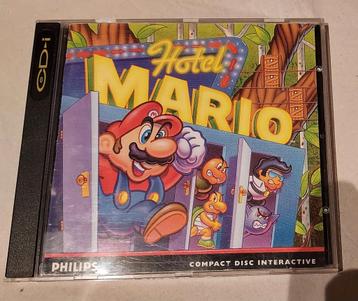 CD-i
Hotel
MARIO
PHILIPS
COMPACT DISC INTERACTIVE